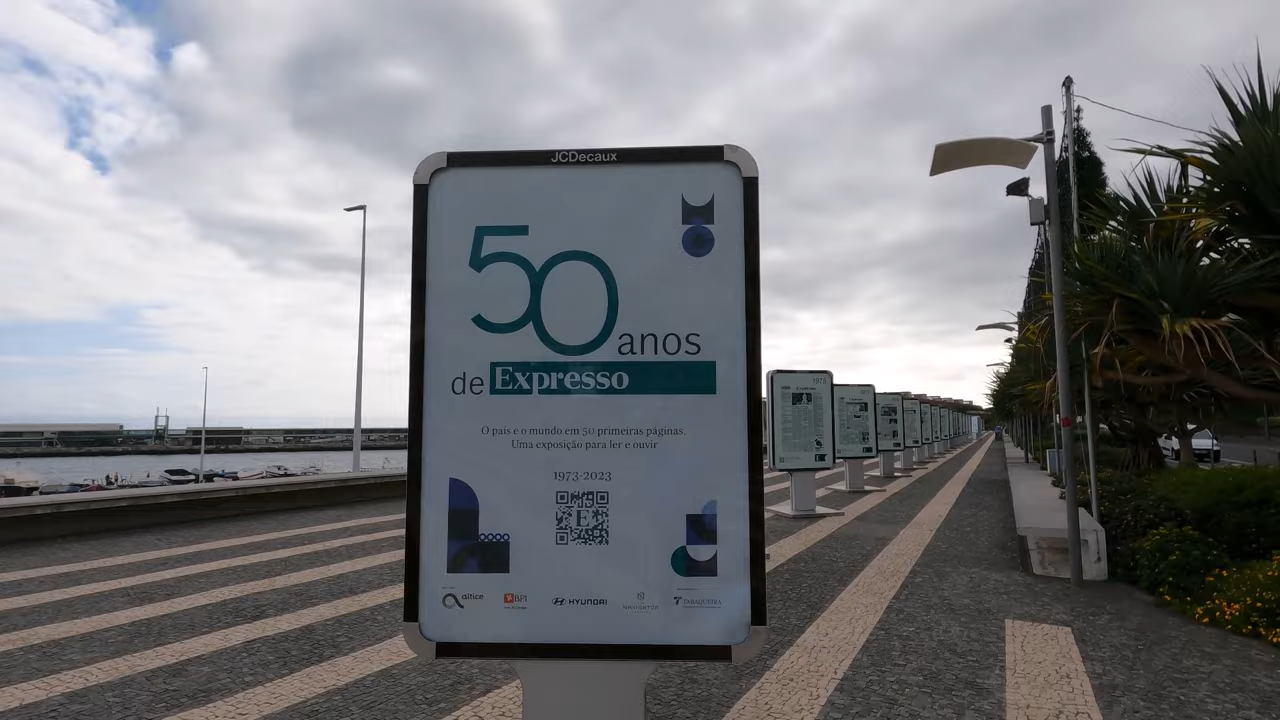 JCDecaux
50 anos
de Expresso
O país e o mundo em 50 primeiras páginas.
Uma exposição para ler e ouvir
1973-2023
E
altice
BPI
HYUNDAI
NAVIGATOR
TABAQUEIRA
1973